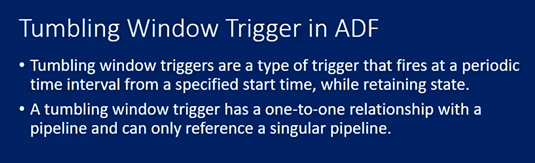 Tumbling Window Trigger in ADF
• Tumbling window triggers are a type of trigger that fires at a periodic
time interval from a specified start time, while retaining state.
• A tumbling window trigger has a one-to-one relationship with a
pipeline and can only reference a singular pipeline.